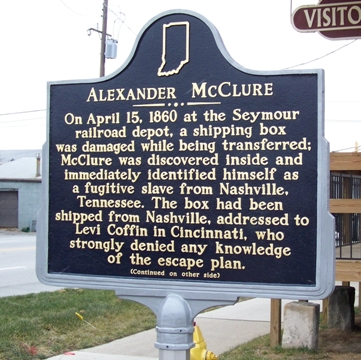 VISITO
ALEXANDER McCLURE
On April 15, 1860 at the Seymour
railroad depot, a shipping box
was damaged while being transferred;
McClure was discovered inside and
immediately identified himself as
a fugitive slave from Nashville,
Tennessee. The box had been
shipped from Nashville, addressed to
Levi Coffin in Cincinnati, who
strongly denied any knowledge
of the escape plan.
(Continued on other side)